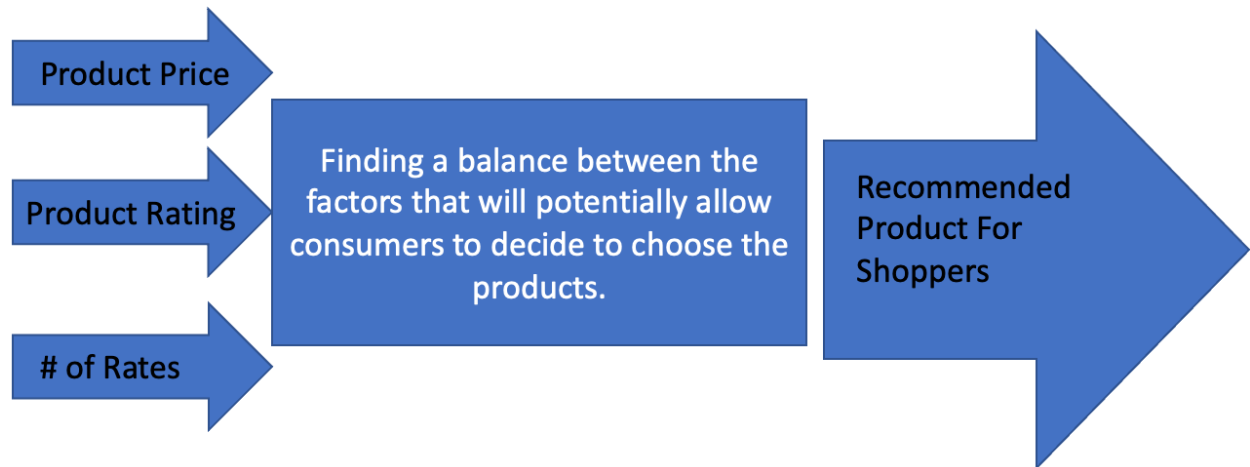 Product Price
Product Rating
# of Rates
Finding a balance between the
factors that will potentially allow
consumers to decide to choose the
products.
Recommended
Product For
Shoppers